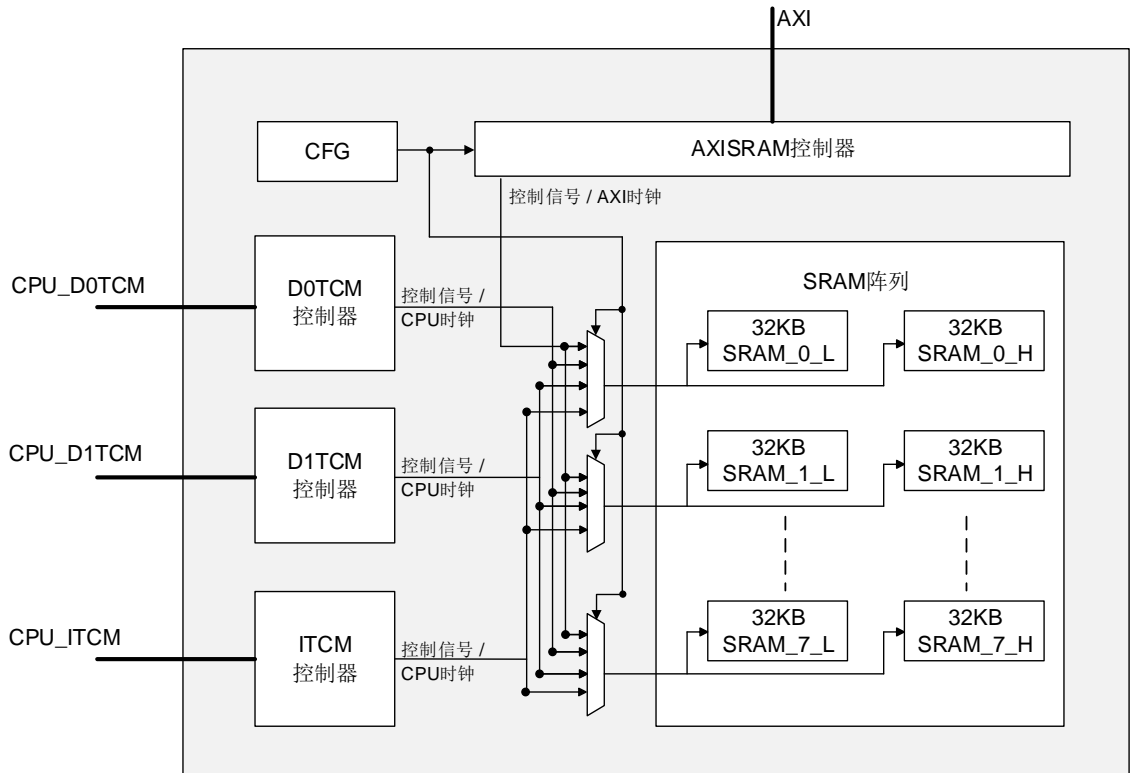 AXI
CFG
AXISRAM控制器
控制信号 / AXI时钟
CPU_D0TCM
D0TCM
控制器
控制信号 /
CPU时钟
SRAM阵列
32KB
SRAM_0_L
32KB
SRAM_0_H
CPU_D1TCM
D1TCM
控制器
控制信号 /
CPU时钟
32KB
SRAM_1_L
32KB
SRAM_1_H
CPU_ITCM
ITCM
控制器
控制信号 /
CPU时钟
32KB
SRAM_7_L
32KB
SRAM_7_H